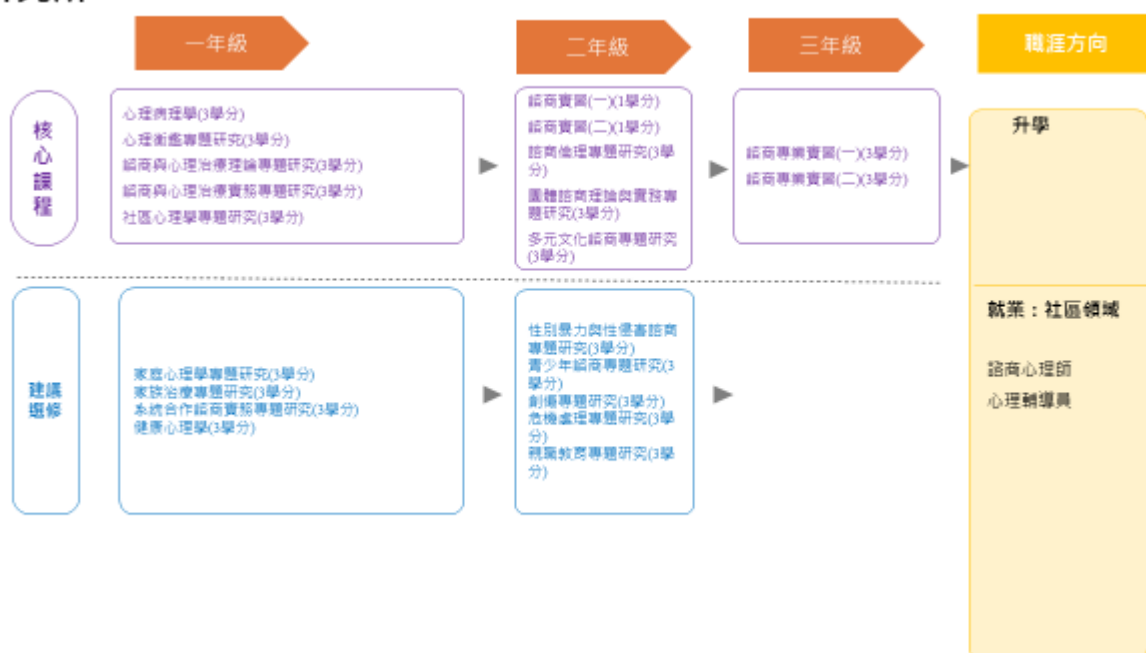 一年級
二年級
三年級
職涯方向
核
心
課
程
心理病理學(3學分)
心理衡鑑專題研究(3學分)
諮商與心理治療理論專題研究(3學分)
諮商與心理治療實務專題研究(3學分)
社區心理學專題研究(3學分)
諮商實習(一)(1學分)
諮商實習(二)(1學分)
諮商倫理專題研究(3學
分)
團體諮商理論與實務專
題研究(3學分)
多元文化諮商專題研究
(3學分)
諮商專業實習(一)(3學分)
諮商專業實習(二)(3學分)
升學
建議
選修
家庭心理學專題研究(3學分)
家族治療專題研究(3學分)
系統合作諮商實務專題研究(3學分)
健康心理學(3學分)
性別暴力與性侵害諮商
專題研究(3學分)
青少年諮商專題研究(3
學分)
創傷專題研究(3學分)
危機處理專題研究(3學
分)
親職教育專題研究(3學
分)
就業：社區領域
諮商心理師
心理輔導員